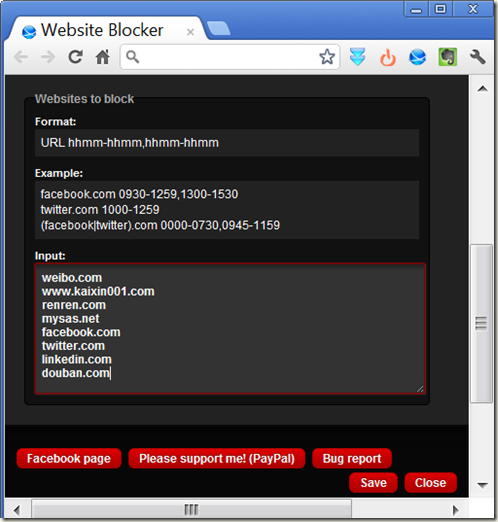 Website Blocker
Websites to block
Format:
URL hhmm-hhmm,hhmm-hhmm
Example:
facebook.com 0930-1259,1300-1530
twitter.com 1000-1259
(facebook|twitter).com 0000-0730,0945-1159
Input:
weibo.com
www.kaixin001.com
renren.com
mysas.net
facebook.com
twitter.com
linkedin.com
douban.com
Facebook page Please support me! (PayPal) Bug report
Save Close